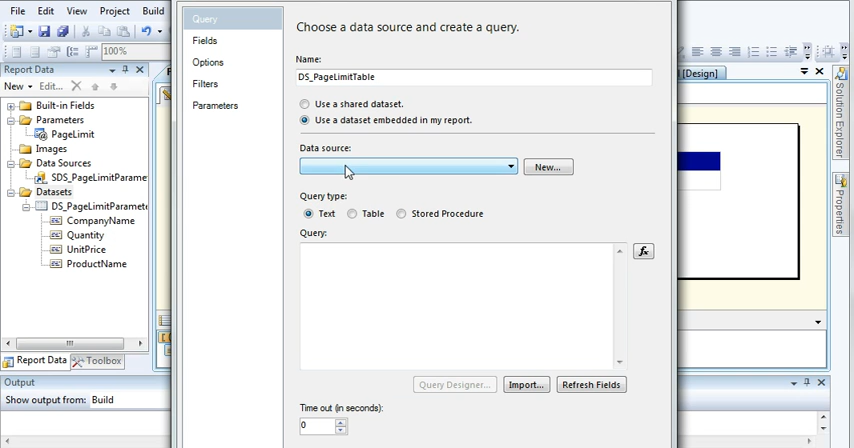 File Edit View Project Build
100%
Report Data
New Edit...
Built-in Fields
Parameters
PageLimit
Images
Data Sources
SDS_PageLimitParame
Datasets
DS_PageLimitParamete
CompanyName
Quantity
UnitPrice
ProductName
Report Data Toolbox
Output
Show output from: Build
Query
Fields
Options
Filters
Parameters
Choose a data source and create a query.
Name:
DS_PageLimitTable
Use a shared dataset.
Use a dataset embedded in my report.
Data source:
New...
Query type:
Text Table Stored Procedure
Query:
fx
Query Designer... Import... Refresh Fields
Time out (in seconds):
0
[Design]
Solution Explorer
Properties